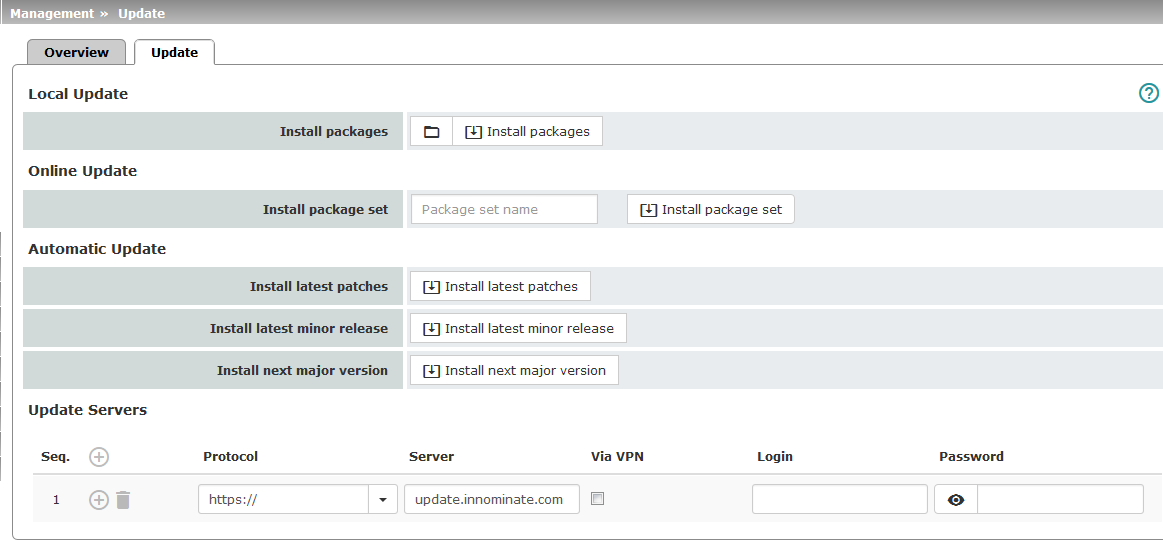 Management » Update
Overview Update
Local Update
Install packages Install packages
Online Update
Install package set Package set name Install package set
Automatic Update
Install latest patches Install latest patches
Install latest minor release Install latest minor release
Install next major version Install next major version
Update Servers
Seq. Protocol Server Via VPN Login Password
1 https:// update.innominate.com